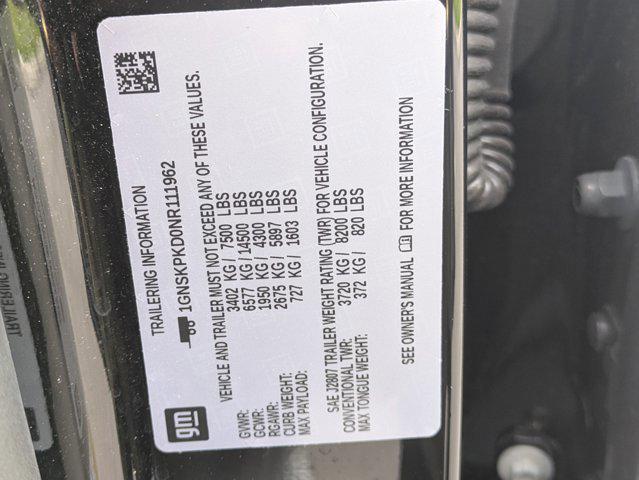 gm
TRAILERING INFORMATION
1GNSKPKD0NR111962
VEHICLE AND TRAILER MUST NOT EXCEED ANY OF THESE VALUES.
GVWR: 3402 KG / 7500 LBS
GCWR: 6577 KG / 14500 LBS
RGAWR: 1950 KG / 4300 LBS
CURB WEIGHT: 2675 KG / 5897 LBS
MAX PAYLOAD: 727 KG / 1603 LBS
SAE J2807 TRAILER WEIGHT RATING (TWR) FOR VEHICLE CONFIGURATION.
CONVENTIONAL TWR: 3720 KG / 8200 LBS
MAX TONGUE WEIGHT: 372 KG / 820 LBS
SEE OWNER'S MANUAL FOR MORE INFORMATION